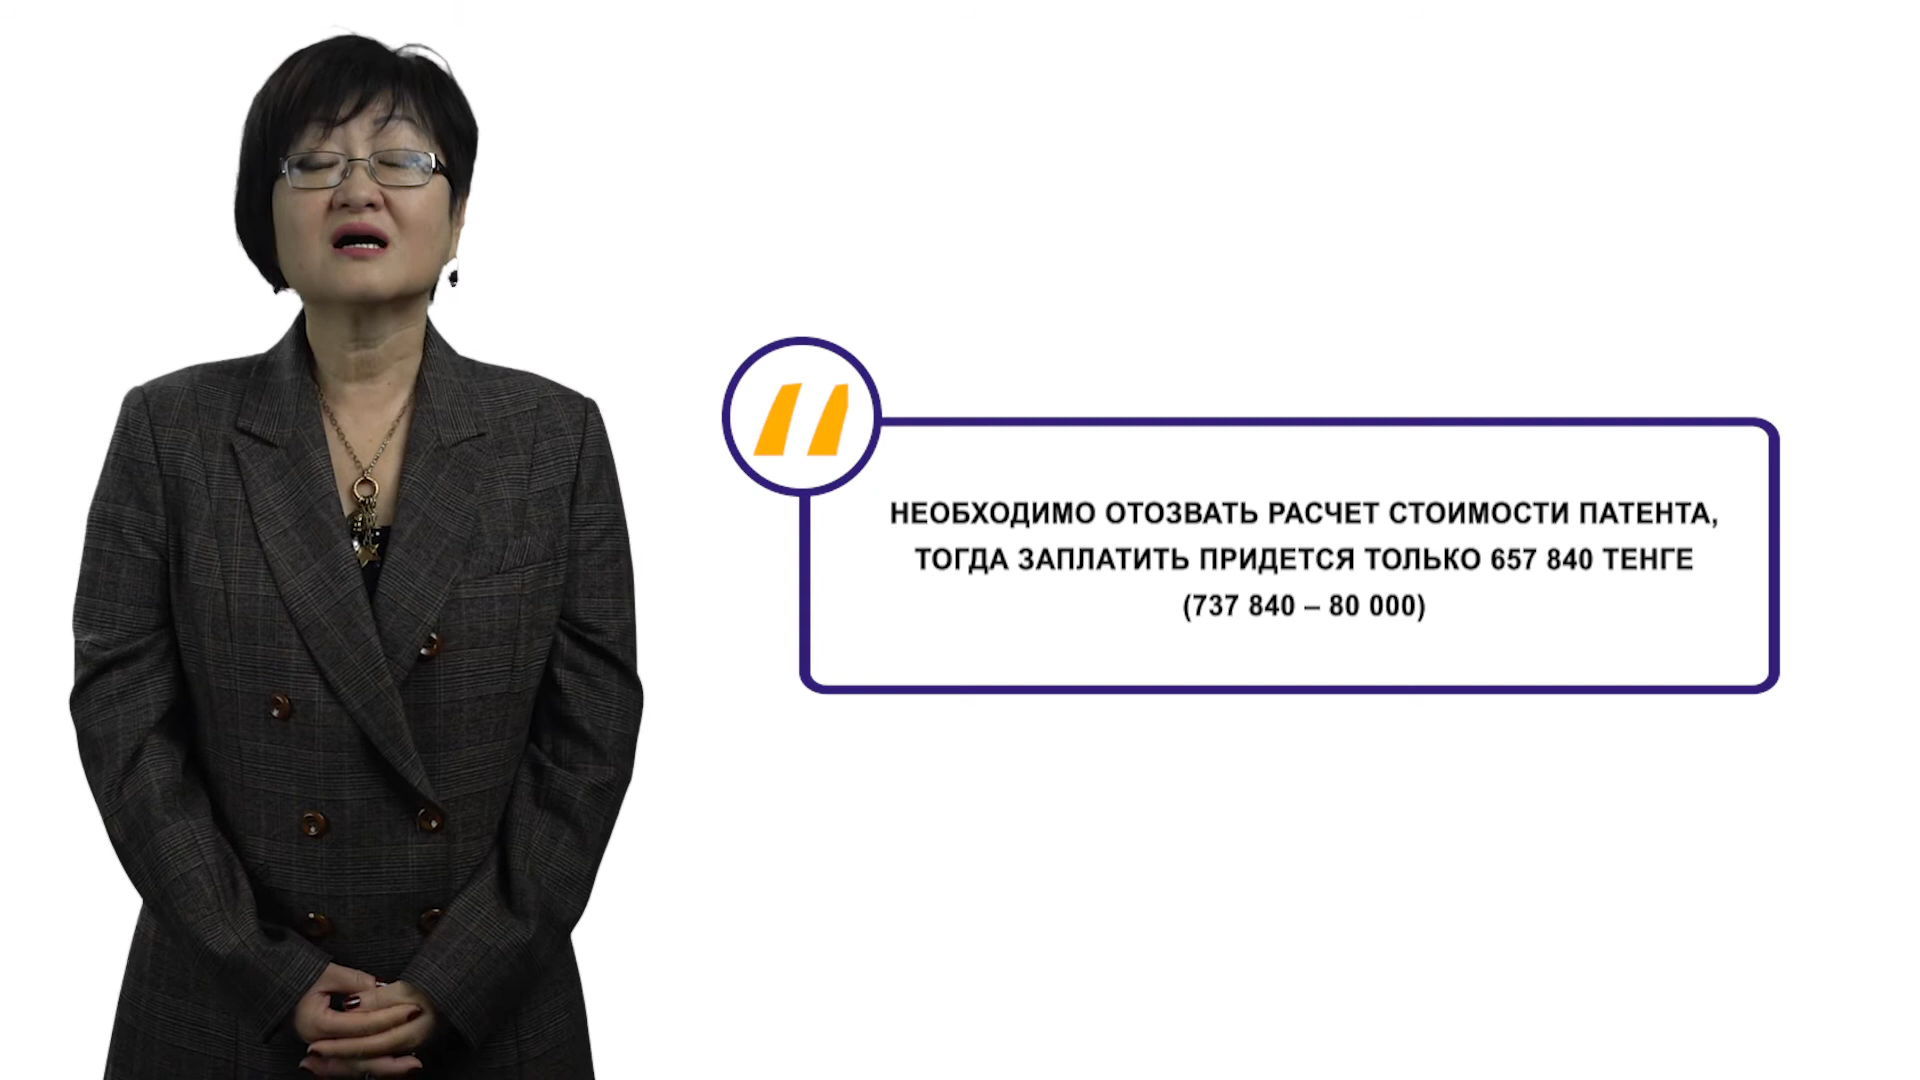 НЕОБХОДИМО ОТОЗВАТЬ РАСЧЕТ СТОИМОСТИ ПАТЕНТА,
ТОГДА ЗАПЛАТИТЬ ПРИДЕТСЯ ТОЛЬКО 657 840 ТЕНГЕ
(737 840 – 80 000)